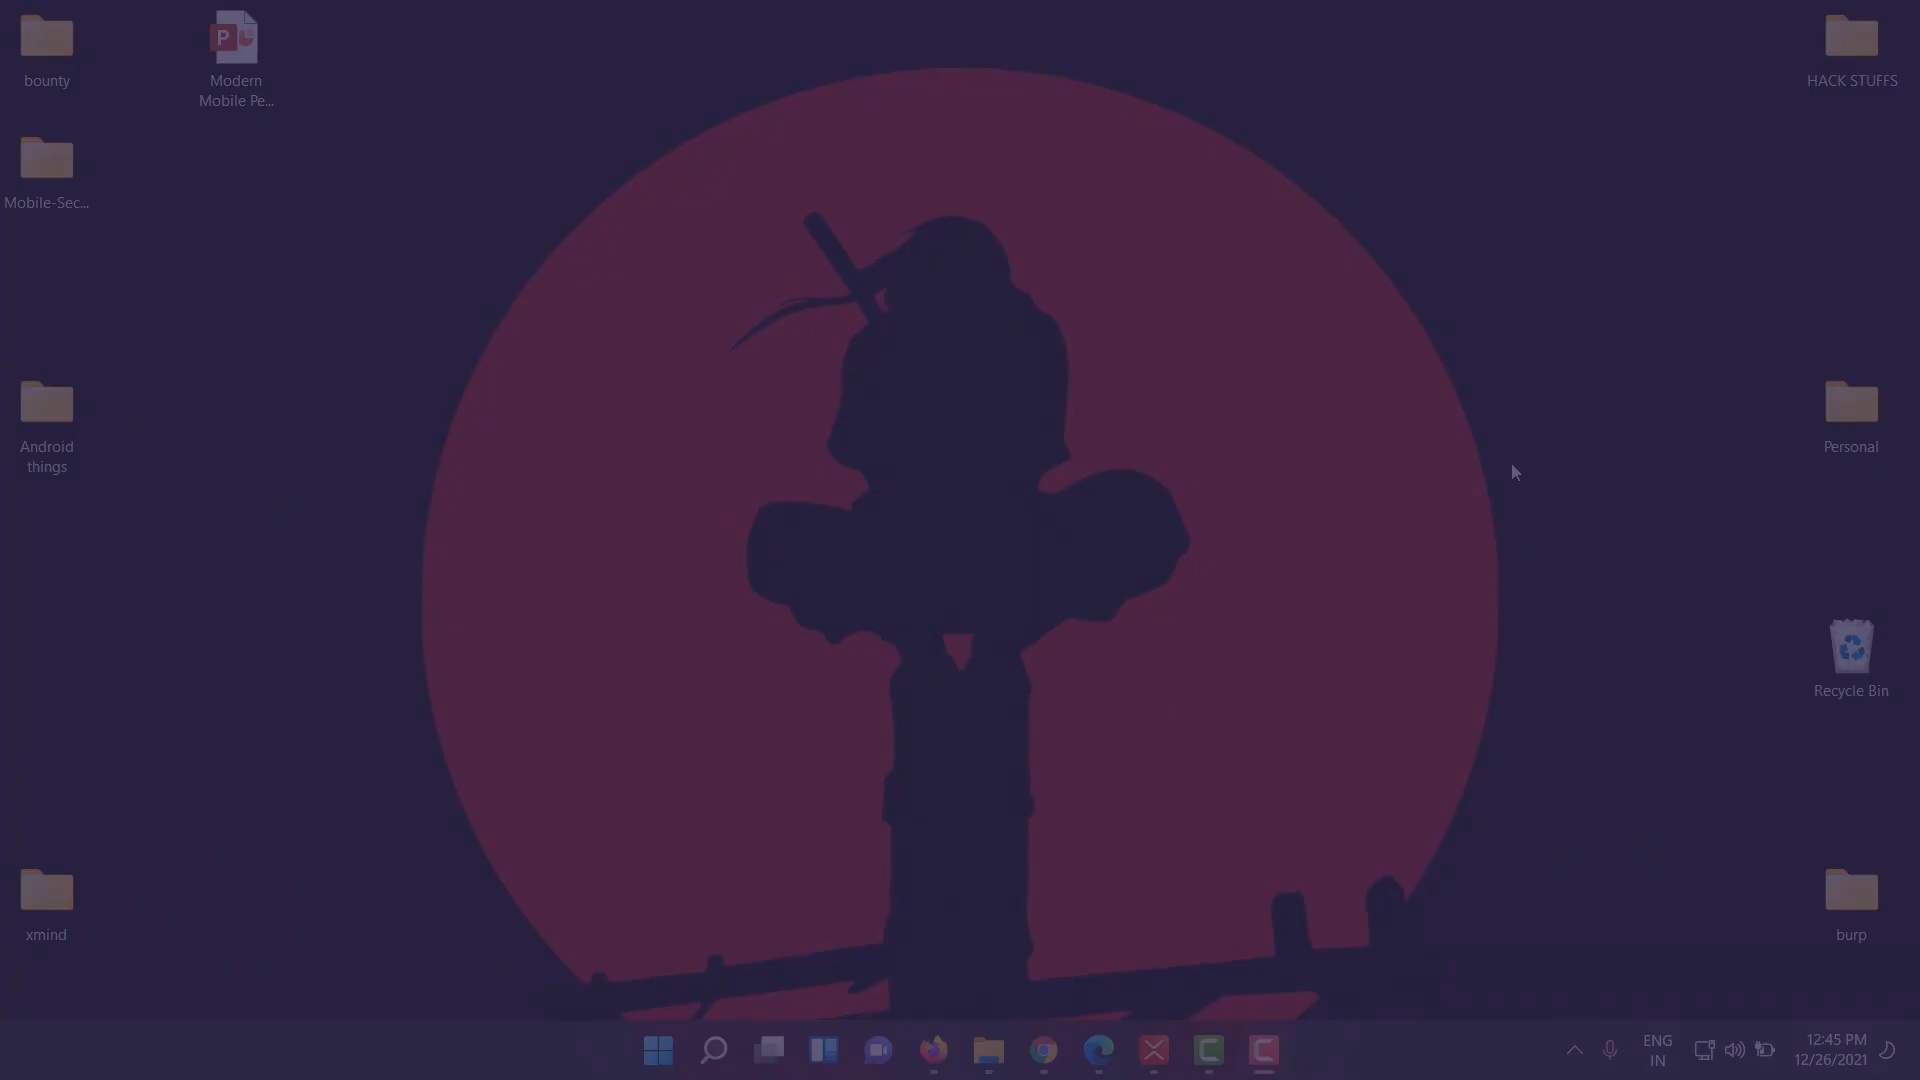 bounty
Modern
Mobile Pe...
HACK STUFFS
Mobile-Sec...
Android
things
Personal
Recycle Bin
xmind
burp
ENG
IN
12:45 PM
12/26/2021